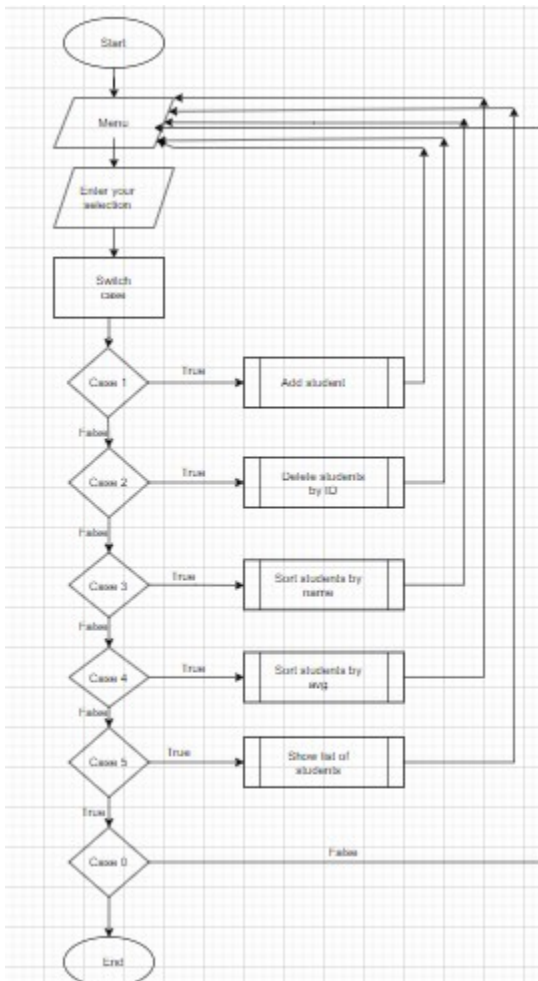 Start
Menu
Enter your
selection
Switch
case
Case 1
True
Add student
False
Case 2
True
Delete students
by ID
False
Case 3
True
Sort students by
name
False
Case 4
True
Sort students by
avg
False
Case 5
True
Show list of
students
True
Case 0
False
End